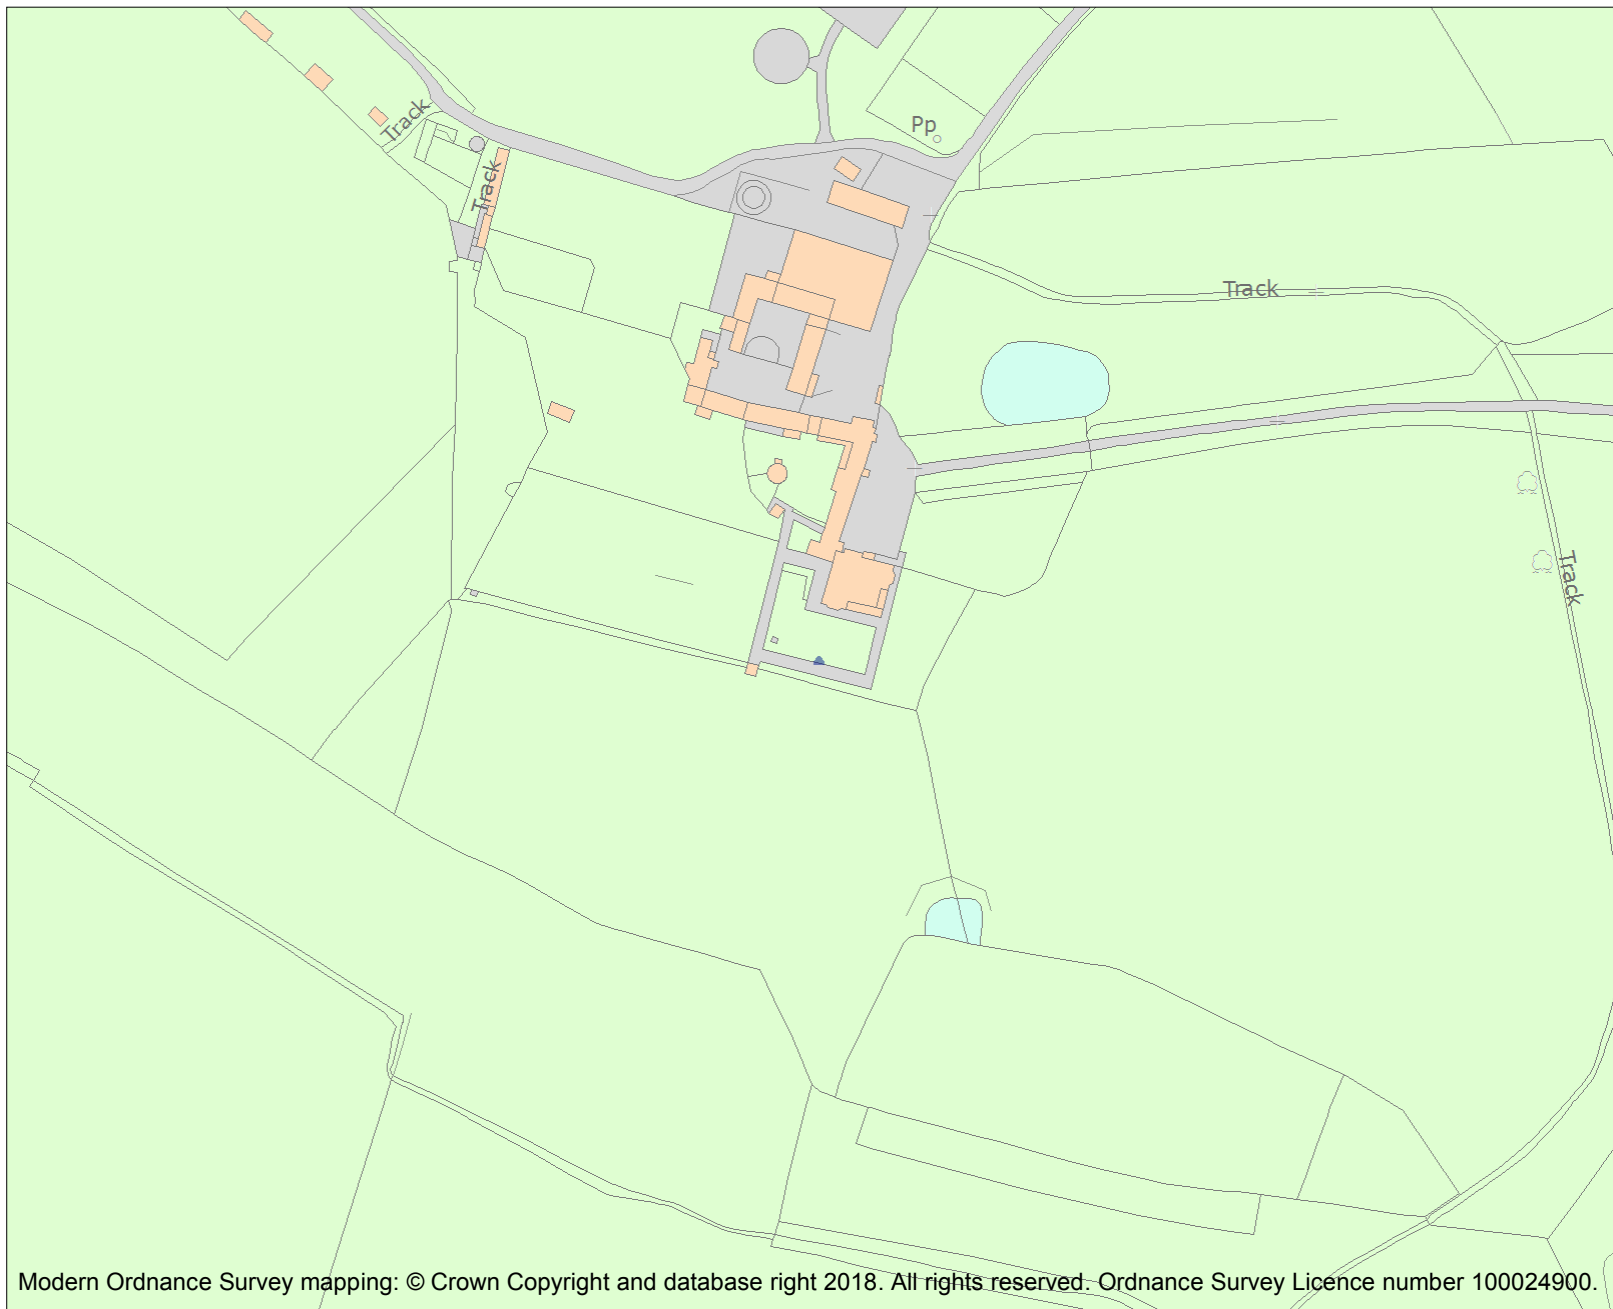 Track
Pp
Track
Track
Track
Modern Ordnance Survey mapping: © Crown Copyright and database right 2018. All rights reserved. Ordnance Survey Licence number 100024900.